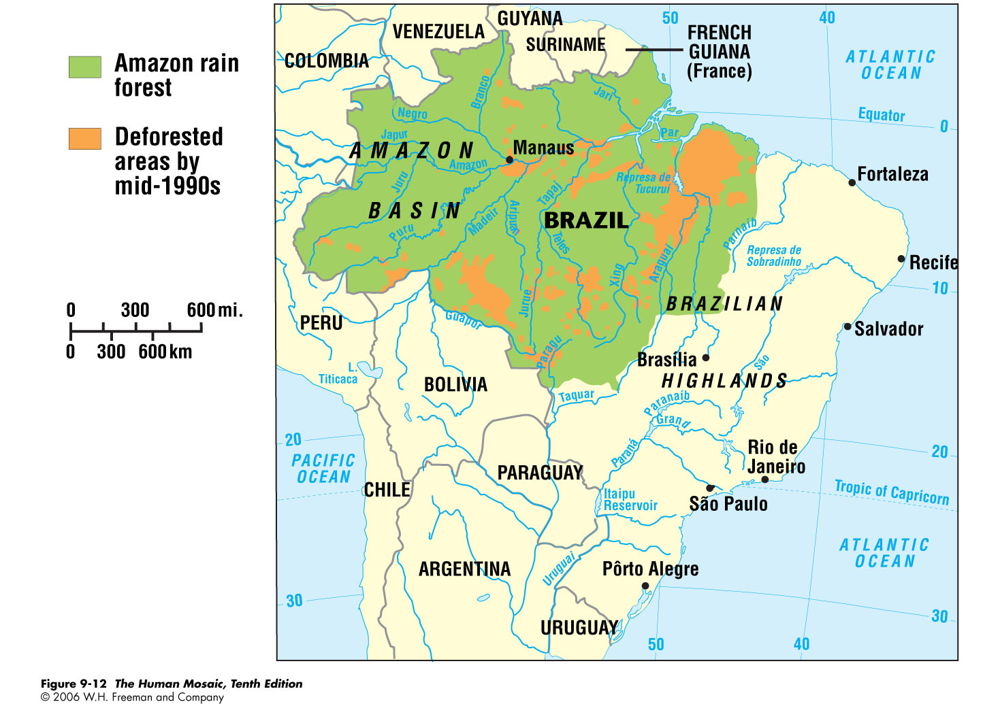 Amazon rain
forest
Deforested
areas by
mid-1990s
0 300 600 mi.
0 300 600 km
50
40
GUYANA
VENEZUELA
SURINAME
FRENCH
GUIANA
(France)
COLOMBIA
ATLANTIC
OCEAN
Branco
Jari
Negro
Equator
0
Japur
Par
AMAZON
Manaus
Amazon
Juru
Represa de
Tucuruí
Tapaj
Fortaleza
BASIN
Madeir
Aripuan
BRAZIL
Puru
Teles
Parnaíb
Represa de
Sobradinho
Xing
Araguai
Recife
10
Jurue
BRAZILIAN
PERU
Guapor
Salvador
Paragu
Brasília
São
L.
Titicaca
BOLIVIA
HIGHLANDS
Taquar
Paranaíb
Grand
20
Paraná
Rio de
Janeiro
20
PACIFIC
OCEAN
PARAGUAY
CHILE
Itaipu
Reservoir
São Paulo
Tropic of Capricorn
ATLANTIC
OCEAN
ARGENTINA
Uruguai
Pôrto Alegre
30
30
URUGUAY
50
40
Figure 9-12 The Human Mosaic, Tenth Edition
© 2006 W.H. Freeman and Company